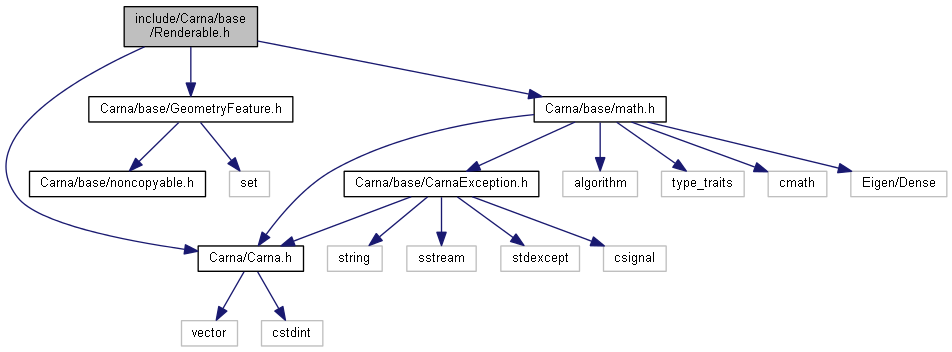 include/Carna/base
/Renderable.h
Carna/base/GeometryFeature.h
Carna/base/math.h
Carna/base/noncopyable.h
set
Carna/base/CarnaException.h
algorithm
type_traits
cmath
Eigen/Dense
Carna/Carna.h
string
sstream
stdexcept
csignal
vector
cstdint